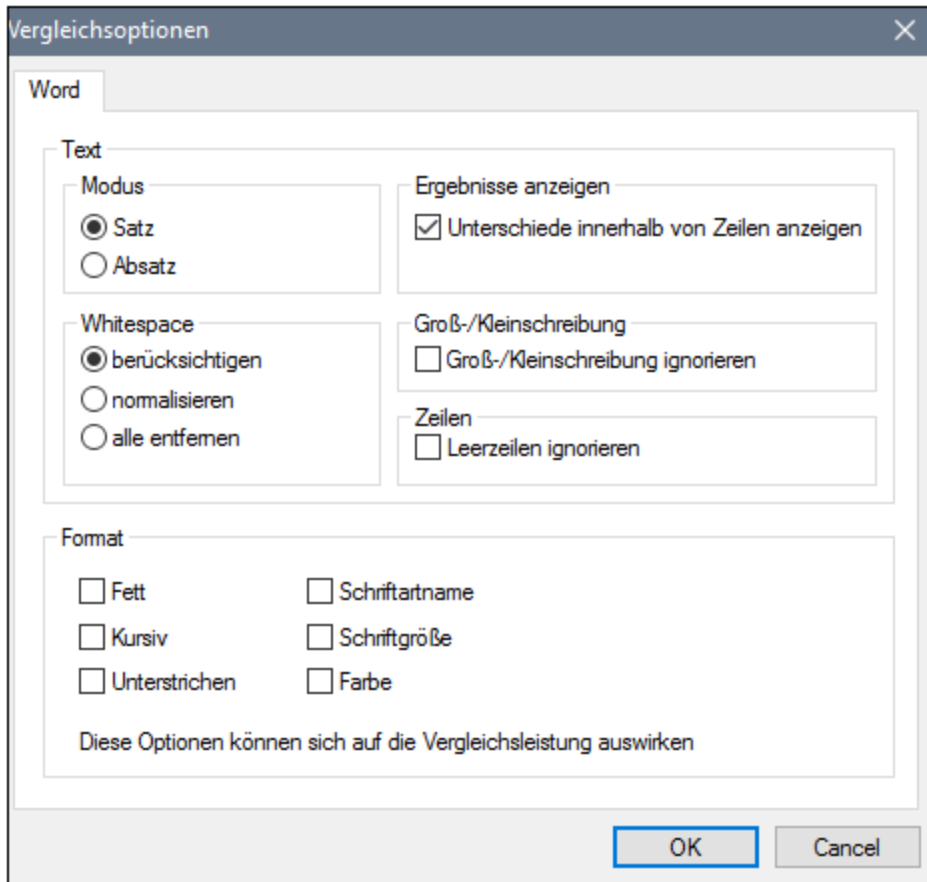 Vergleichsoptionen
Word
Text
Modus
Satz
Absatz
Ergebnisse anzeigen
Unterschiede innerhalb von Zeilen anzeigen
Whitespace
berücksichtigen
normalisieren
alle entfernen
Groß-/Kleinschreibung
Groß-/Kleinschreibung ignorieren
Zeilen
Leerzeilen ignorieren
Format
Fett
Schriftartname
Kursiv
Schriftgröße
Unterstrichen
Farbe
Diese Optionen können sich auf die Vergleichsleistung auswirken
OK
Cancel